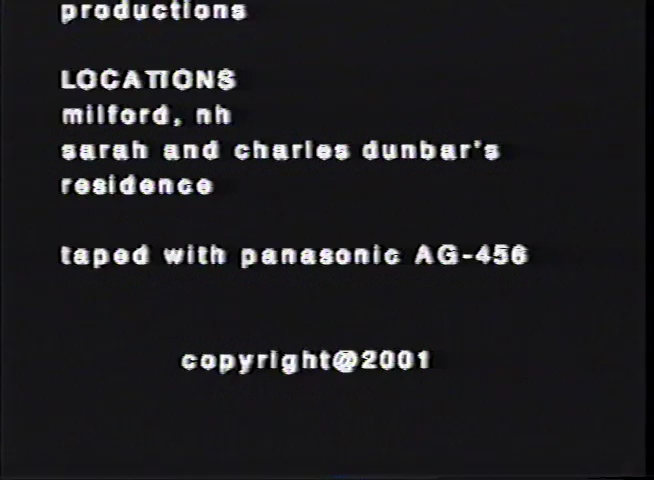 productions
LOCATIONS
milford, nh
sarah and charles dunbar's
residence
taped with panasonic AG-456
copyright@2001